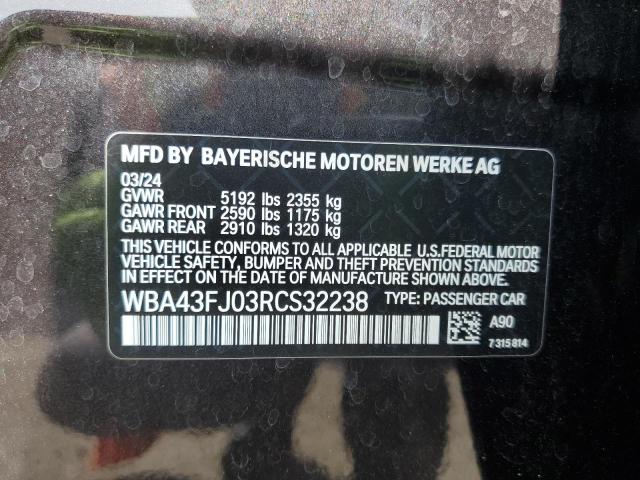 MFD BY BAYERISCHE MOTOREN WERKE AG
03/24
GVWR 5192 lbs 2355 kg
GAWR FRONT 2590 lbs 1175 kg
GAWR REAR 2910 lbs 1320 kg
THIS VEHICLE CONFORMS TO ALL APPLICABLE U.S.FEDERAL MOTOR
VEHICLE SAFETY, BUMPER AND THEFT PREVENTION STANDARDS
IN EFFECT ON THE DATE OF MANUFACTURE SHOWN ABOVE.
WBA43FJ03RCS32238 TYPE: PASSENGER CAR
A90
7315814